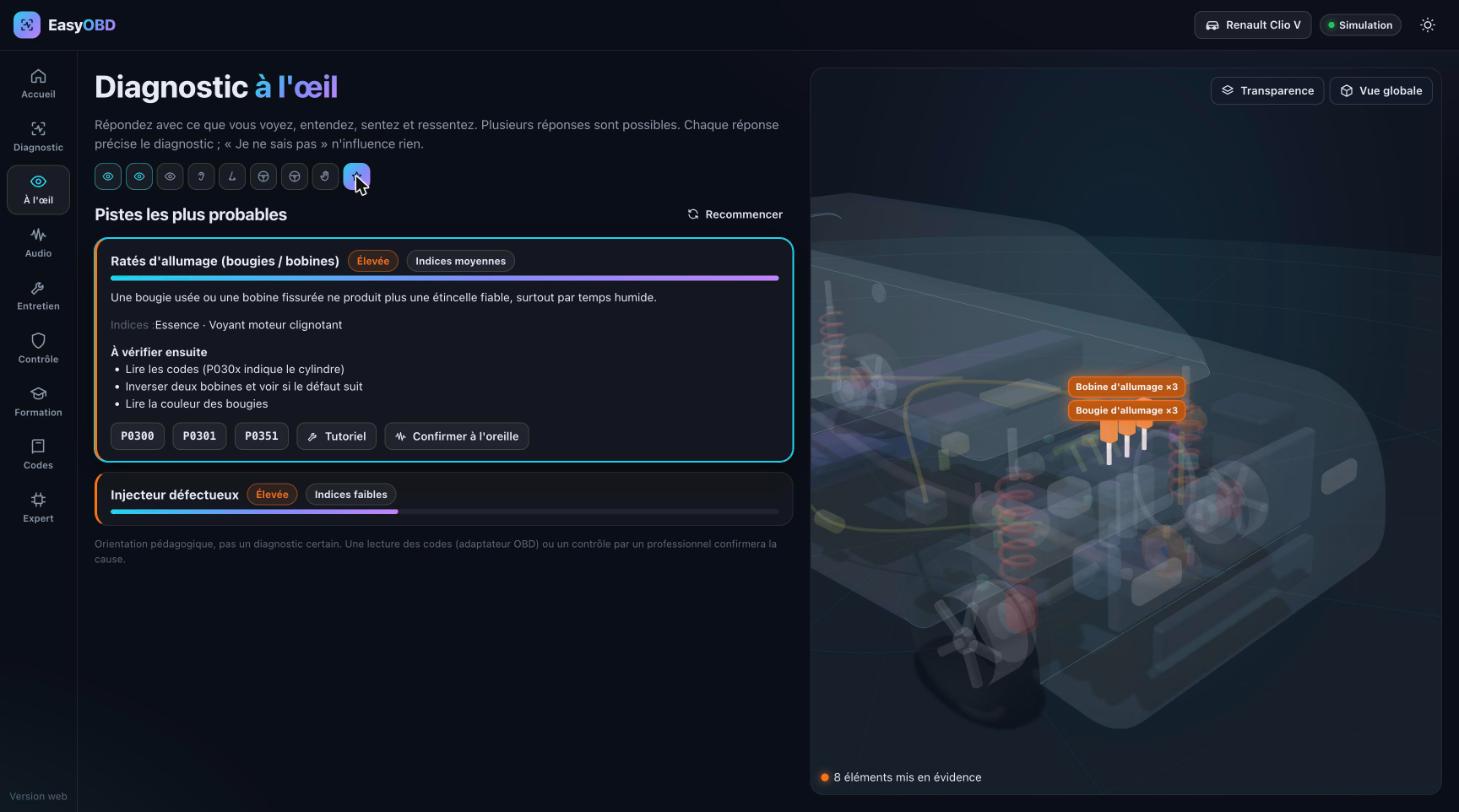 EasyOBD
Renault Clio V
Simulation
Accueil
Diagnostic
À l'œil
Audio
Entretien
Contrôle
Formation
Codes
Expert
Version web
Diagnostic à l'œil
Répondez avec ce que vous voyez, entendez, sentez et ressentez. Plusieurs réponses sont possibles. Chaque réponse
précise le diagnostic ; « Je ne sais pas » n'influence rien.
Pistes les plus probables
Recommencer
Ratés d'allumage (bougies / bobines) Élevée Indices moyennes
Une bougie usée ou une bobine fissurée ne produit plus une étincelle fiable, surtout par temps humide.
Indices :Essence · Voyant moteur clignotant
À vérifier ensuite
• Lire les codes (P030x indique le cylindre)
• Inverser deux bobines et voir si le défaut suit
• Lire la couleur des bougies
P0300 P0301 P0351 Tutoriel Confirmer à l'oreille
Injecteur défectueux Élevée Indices faibles
Orientation pédagogique, pas un diagnostic certain. Une lecture des codes (adaptateur OBD) ou un contrôle par un professionnel confirmera la
cause.
Transparence
Vue globale
Bobine d'allumage ×3
Bougie d'allumage ×3
8 éléments mis en évidence